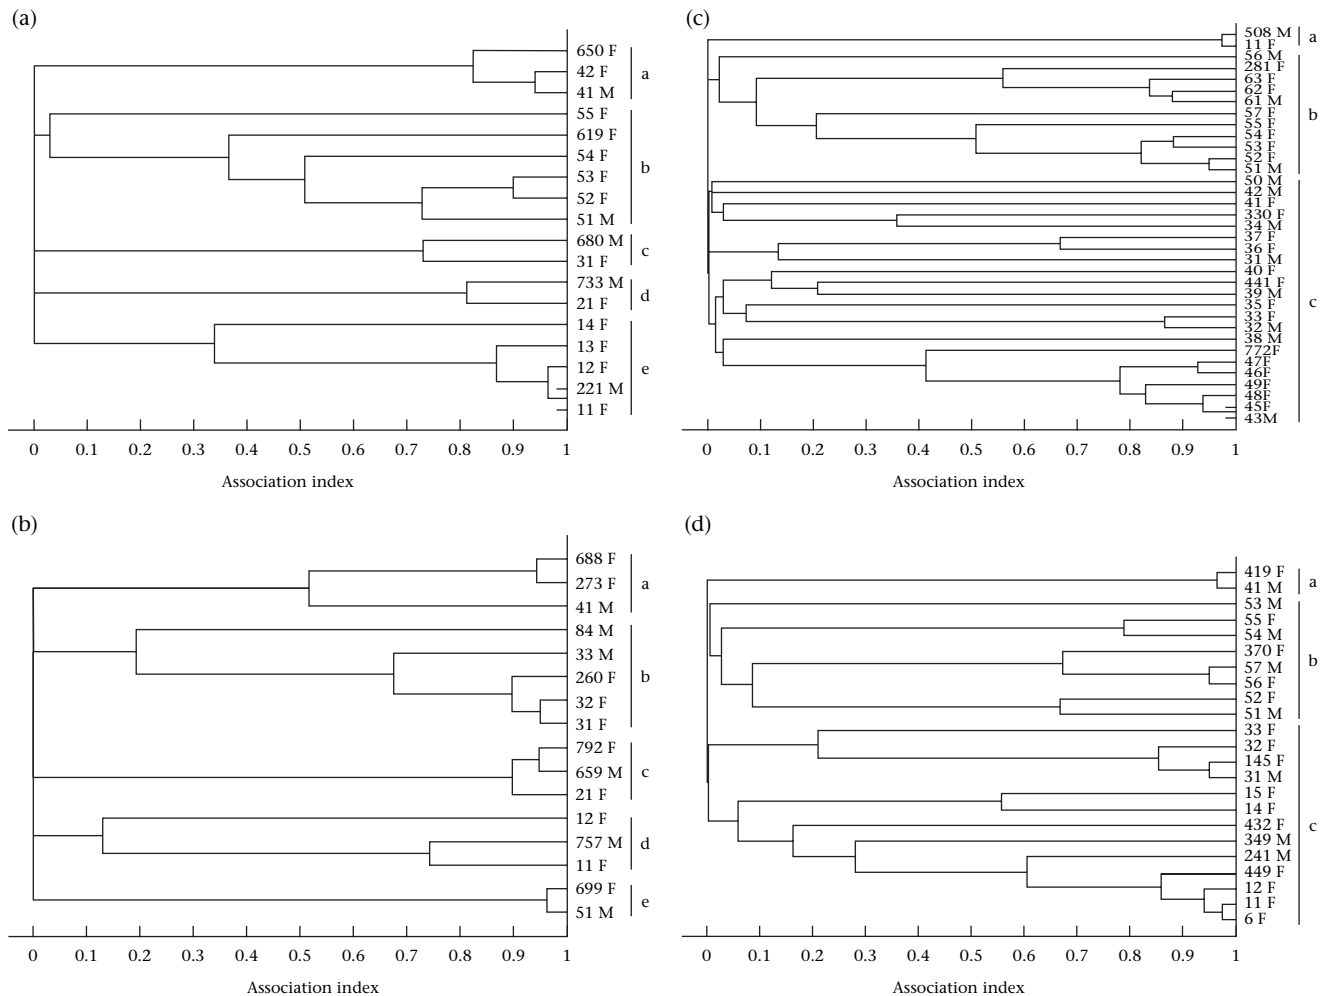 (a)
650 F
42 F
41 M
a
55 F
619 F
54 F
53 F
52 F
51 M
b
680 M
31 F
c
733 M
21 F
d
14 F
13 F
12 F
221 M
11 F
e
0 0.1 0.2 0.3 0.4 0.5 0.6 0.7 0.8 0.9 1
Association index
(b)
688 F
273 F
41 M
a
84 M
33 M
260 F
32 F
31 F
b
792 F
659 M
21 F
c
12 F
757 M
11 F
d
699 F
51 M
e
0 0.1 0.2 0.3 0.4 0.5 0.6 0.7 0.8 0.9 1
Association index
(c)
508 M
11 F
a
56 M
281 F
63 F
62 F
61 M
57 F
55 F
54 F
53 F
52 F
51 M
b
50 M
42 M
41 F
330 F
34 M
37 F
36 F
31 M
40 F
441 F
39 M
35 F
33 F
32 M
38 M
772F
47F
46F
49F
48F
45F
43M
c
0 0.1 0.2 0.3 0.4 0.5 0.6 0.7 0.8 0.9 1
Association index
(d)
419 F
41 M
a
53 M
55 F
54 M
370 F
57 M
56 F
52 F
51 M
b
33 F
32 F
145 F
31 M
15 F
14 F
432 F
349 M
241 M
449 F
12 F
11 F
6 F
c
0 0.1 0.2 0.3 0.4 0.5 0.6 0.7 0.8 0.9 1
Association index